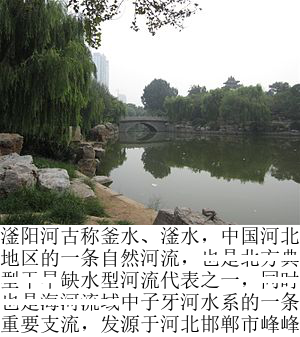 滏阳河古称釜水、滏水，中国河北
地区的一条自然河流，也是北方典
型干旱缺水型河流代表之一，同时
也是海河流域中子牙河水系的一条
重要支流，发源于河北邯郸市峰峰